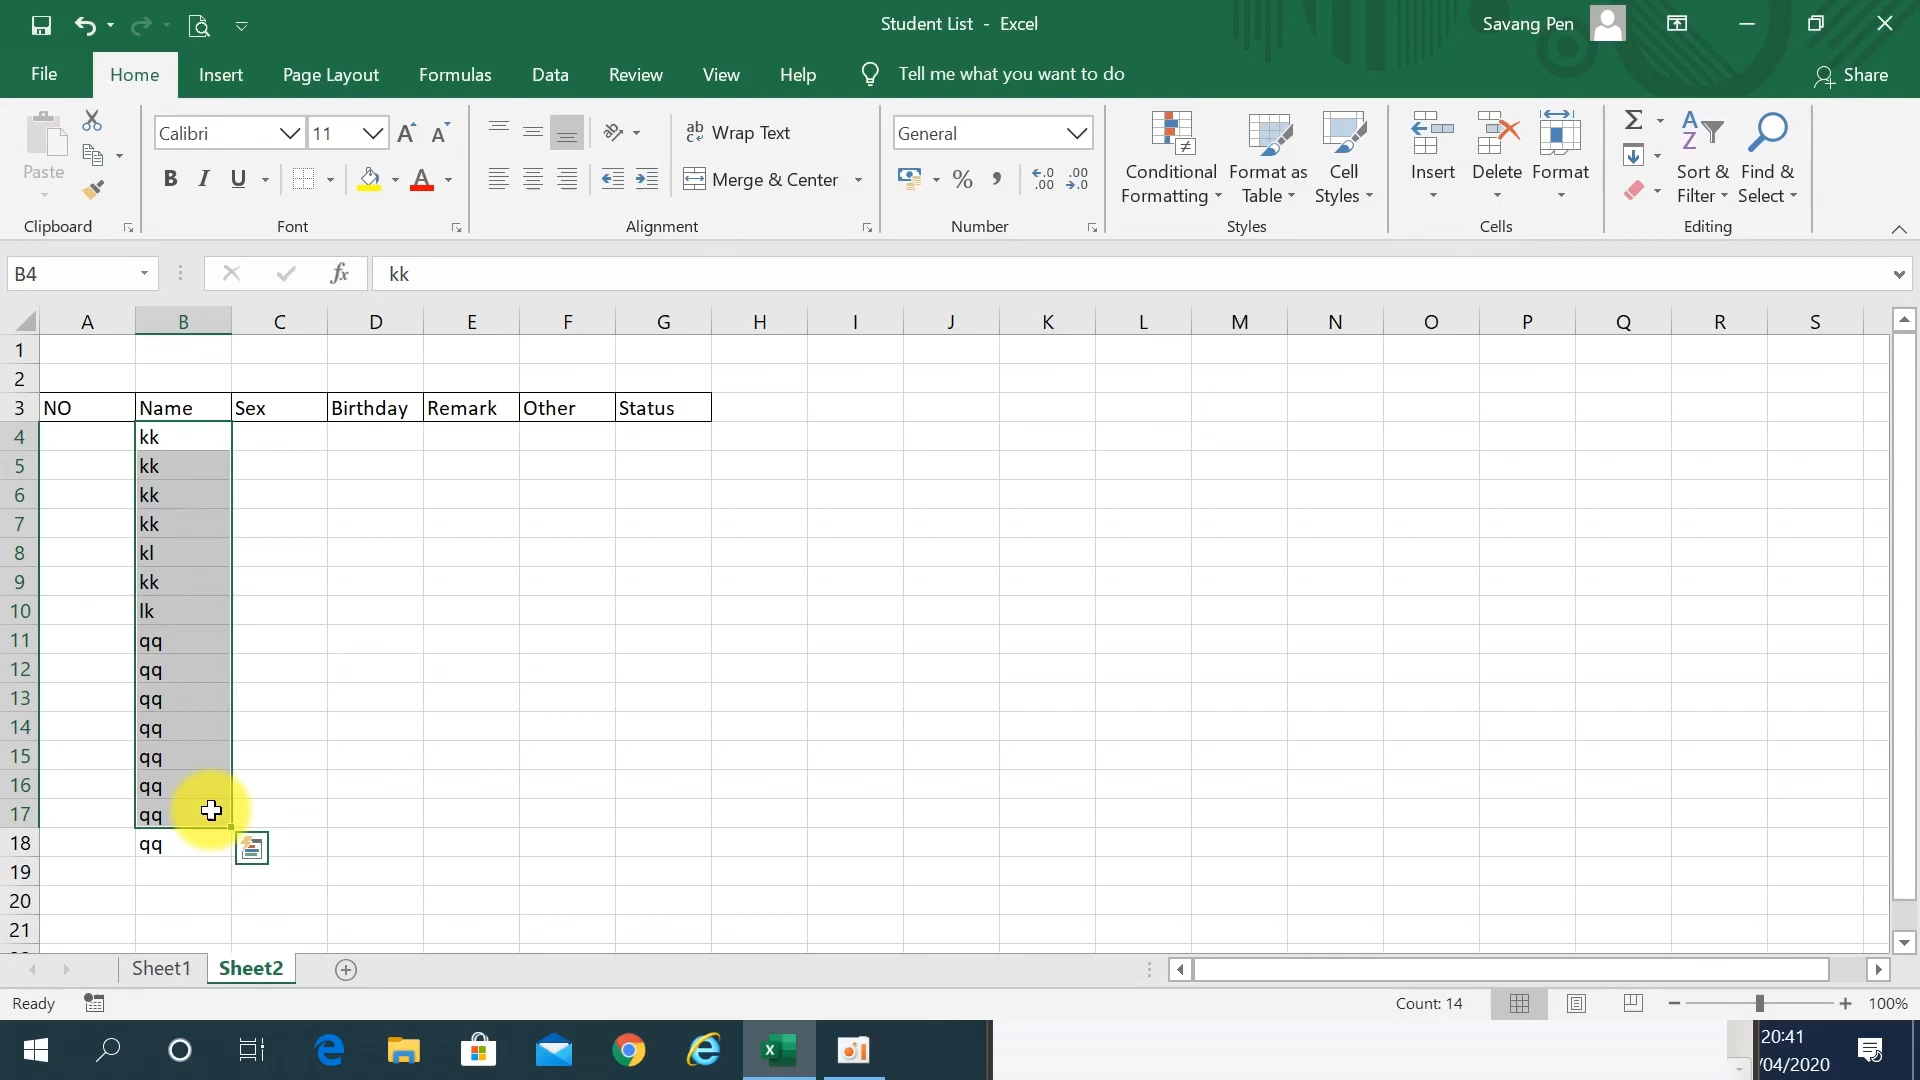 Student List - Excel
Savang Pen
File Home Insert Page Layout Formulas Data Review View Help Tell me what you want to do Share
Paste
Calibri 11 A A
ab Wrap Text
General
Conditional Formatting
Format as Table
Cell Styles
Insert
Delete
Format
Sort & Filter
Find & Select
B I U A
Merge & Center
% , .00 .00
Clipboard Font Alignment Number Styles Cells Editing
B4 fx kk
A B C D E F G H I J K L M N O P Q R S
1
2
3 NO Name Sex Birthday Remark Other Status
4 kk
5 kk
6 kk
7 kk
8 kl
9 kk
10 lk
11 qq
12 qq
13 qq
14 qq
15 qq
16 qq
17 qq
18 qq
19
20
21
Sheet1 Sheet2
Ready Count: 14 100%
20:41
/04/2020